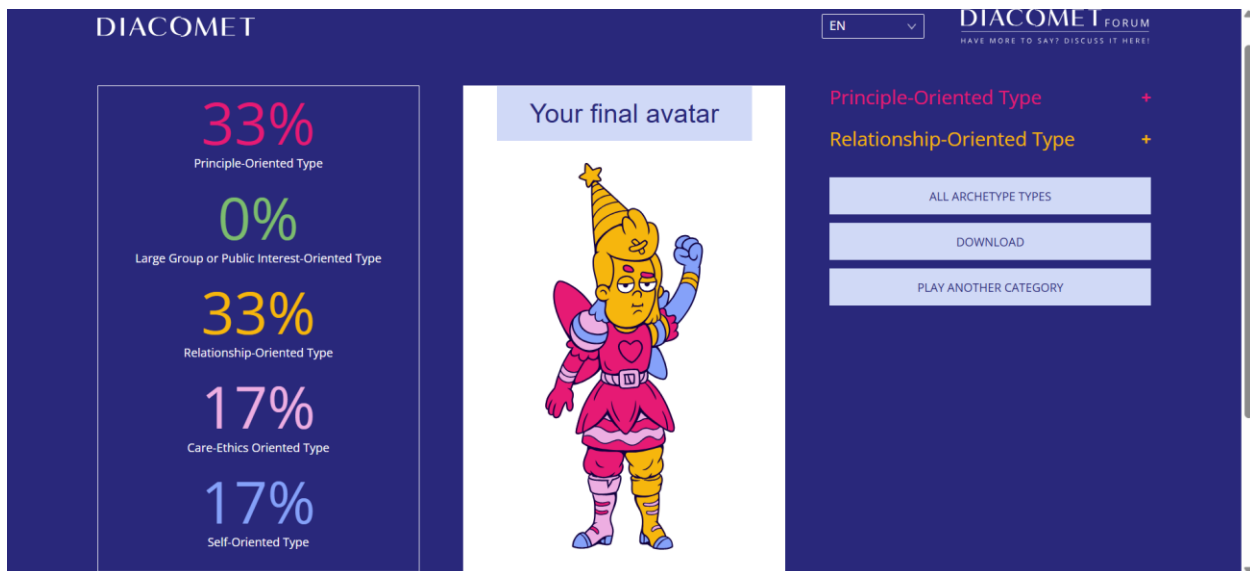 DIACOMET
EN
DIACOMET FORUM
HAVE MORE TO SAY? DISCUSS IT HERE!
33%
Principle-Oriented Type
0%
Large Group or Public Interest-Oriented Type
33%
Relationship-Oriented Type
17%
Care-Ethics Oriented Type
17%
Self-Oriented Type
Your final avatar
Principle-Oriented Type +
Relationship-Oriented Type +
ALL ARCHETYPE TYPES
DOWNLOAD
PLAY ANOTHER CATEGORY